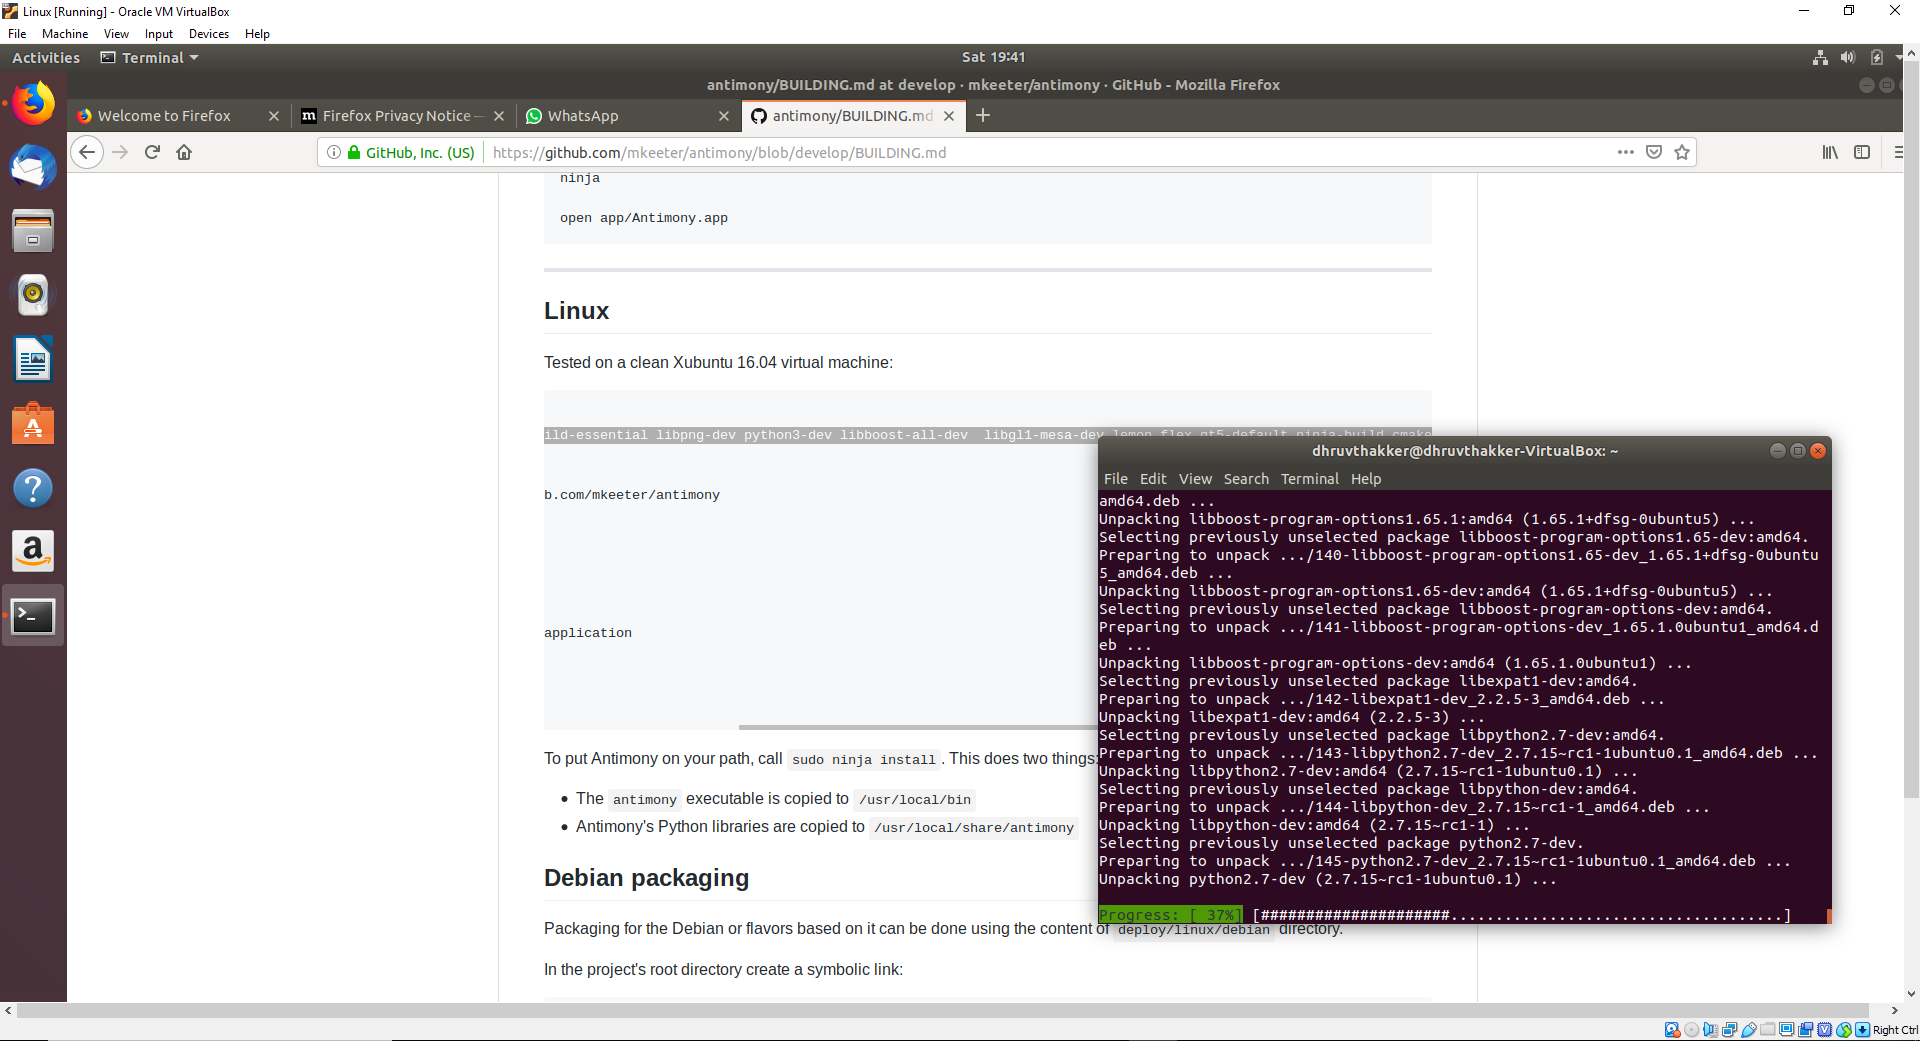 Linux [Running] - Oracle VM VirtualBox
File Machine View Input Devices Help
Activities Terminal Sat 19:41
antimony/BUILDING.md at develop · mkeeter/antimony · GitHub - Mozilla Firefox
Welcome to Firefox Firefox Privacy Notice — WhatsApp antimony/BUILDING.md
GitHub, Inc. (US) https://github.com/mkeeter/antimony/blob/develop/BUILDING.md
ninja
open app/Antimony.app
Linux
Tested on a clean Xubuntu 16.04 virtual machine:
ild-essential libpng-dev python3-dev libboost-all-dev  libgl1-mesa-dev lemon flex qt5-default ninja-build cmake
b.com/mkeeter/antimony
application
To put Antimony on your path, call sudo ninja install. This does two things:
• The antimony executable is copied to /usr/local/bin
• Antimony's Python libraries are copied to /usr/local/share/antimony
Debian packaging
Packaging for the Debian or flavors based on it can be done using the content of deploy/linux/debian directory.
In the project's root directory create a symbolic link:
dhruvthakker@dhruvthakker-VirtualBox: ~
File Edit View Search Terminal Help
amd64.deb ...
Unpacking libboost-program-options1.65.1:amd64 (1.65.1+dfsg-0ubuntu5) ...
Selecting previously unselected package libboost-program-options1.65-dev:amd64.
Preparing to unpack .../140-libboost-program-options1.65-dev_1.65.1+dfsg-0ubuntu
5_amd64.deb ...
Unpacking libboost-program-options1.65-dev:amd64 (1.65.1+dfsg-0ubuntu5) ...
Selecting previously unselected package libboost-program-options-dev:amd64.
Preparing to unpack .../141-libboost-program-options-dev_1.65.1.0ubuntu1_amd64.d
eb ...
Unpacking libboost-program-options-dev:amd64 (1.65.1.0ubuntu1) ...
Selecting previously unselected package libexpat1-dev:amd64.
Preparing to unpack .../142-libexpat1-dev_2.2.5-3_amd64.deb ...
Unpacking libexpat1-dev:amd64 (2.2.5-3) ...
Selecting previously unselected package libpython2.7-dev:amd64.
Preparing to unpack .../143-libpython2.7-dev_2.7.15~rc1-1ubuntu0.1_amd64.deb ...
Unpacking libpython2.7-dev:amd64 (2.7.15~rc1-1ubuntu0.1) ...
Selecting previously unselected package libpython-dev:amd64.
Preparing to unpack .../144-libpython-dev_2.7.15~rc1-1_amd64.deb ...
Unpacking libpython-dev:amd64 (2.7.15~rc1-1) ...
Selecting previously unselected package python2.7-dev.
Preparing to unpack .../145-python2.7-dev_2.7.15~rc1-1ubuntu0.1_amd64.deb ...
Unpacking python2.7-dev (2.7.15~rc1-1ubuntu0.1) ...
Progress: [ 37%] [#####################.....................................]
Right Ctrl